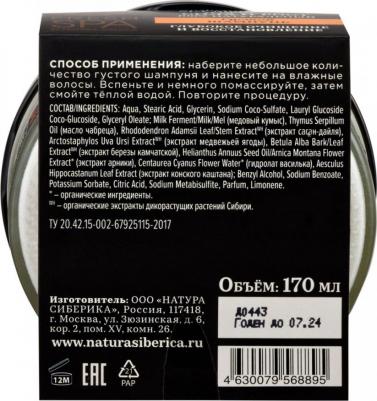 СПОСОБ ПРИМЕНЕНИЯ: наберите небольшое коли-
чество густого шампуня и нанесите на влажные
волосы. Вспеньте и немного помассируйте, затем
смойте тёплой водой. Повторите процедуру.
СОСТАВ/INGREDIENTS: Aqua, Stearic Acid, Glycerin, Sodium Coco-Sulfate, Lauryl Glucoside
Coco-Glucoside, Glyceryl Oleate; Milk Ferment/Milk/Mel (медовый кумыс), Thymus Serpillum
Oil (масло чабреца), Rhododendron Adamsii Leaf/Stem Extract (экстракт саган-дайля),
Arctostaphylos Uva Ursi Extract* (экстракт медвежьей ягоды), Betula Alba Bark/Leaf
Extract (экстракт березы камчатской), Helianthus Annuus Seed Oil/Arnica Montana Flower
Extract* (экстракт арники), Centaurea Cyanus Flower Water* (гидролат василька), Aesculus
Hippocastanum Leaf Extract* (экстракт конского каштана); Benzyl Alcohol, Sodium Benzoate,
Potassium Sorbate, Citric Acid, Sodium Metabisulfite, Parfum, Limonene.
* - органические экстракты.
WH - органические экстракты дикорастущих растений Сибири.
ТУ 20.42.15-002-67925115-2017
Изготовитель: ООО «НАТУРА
СИБЕРИКА», Россия, 117418,
г. Москва, ул. Зюзинская, д. 6,
кор. 2, пом. XV, комн. 26.
www.naturasiberica.ru
12M
EAC
21
PAP
Объём: 170 мл
Д0443
ГОДЕН ДО 07.24
4 630079 568895